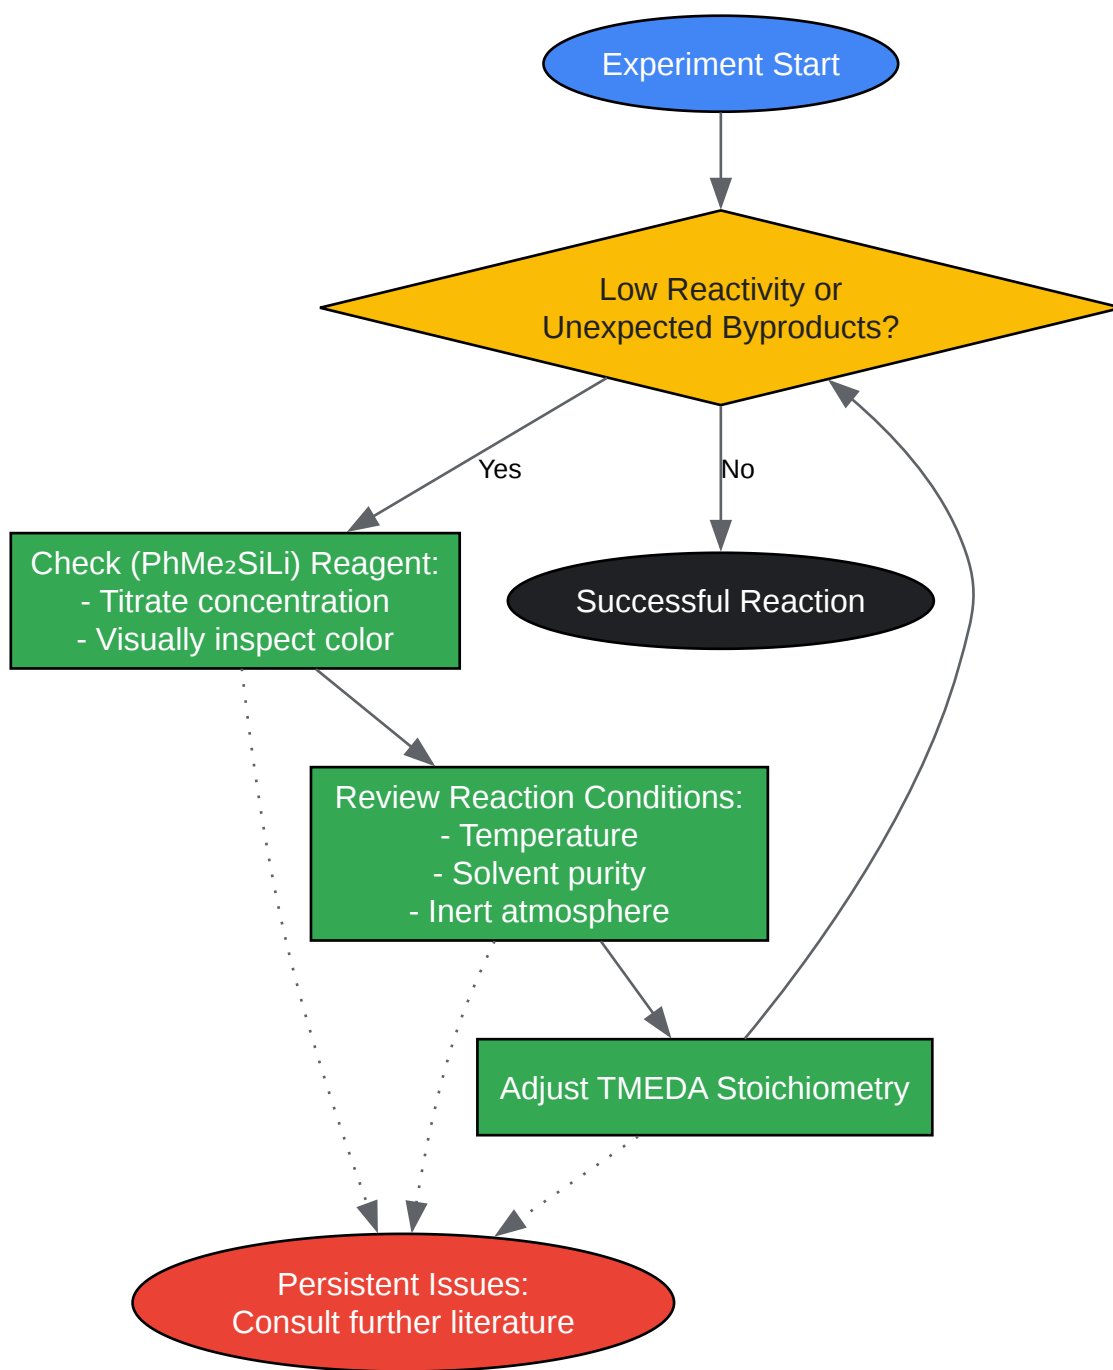 Experiment Start
Low Reactivity or
Unexpected Byproducts?
Yes
No
Check (PhMe₂SiLi) Reagent:
- Titrate concentration
- Visually inspect color
Successful Reaction
Review Reaction Conditions:
- Temperature
- Solvent purity
- Inert atmosphere
Adjust TMEDA Stoichiometry
Persistent Issues:
Consult further literature